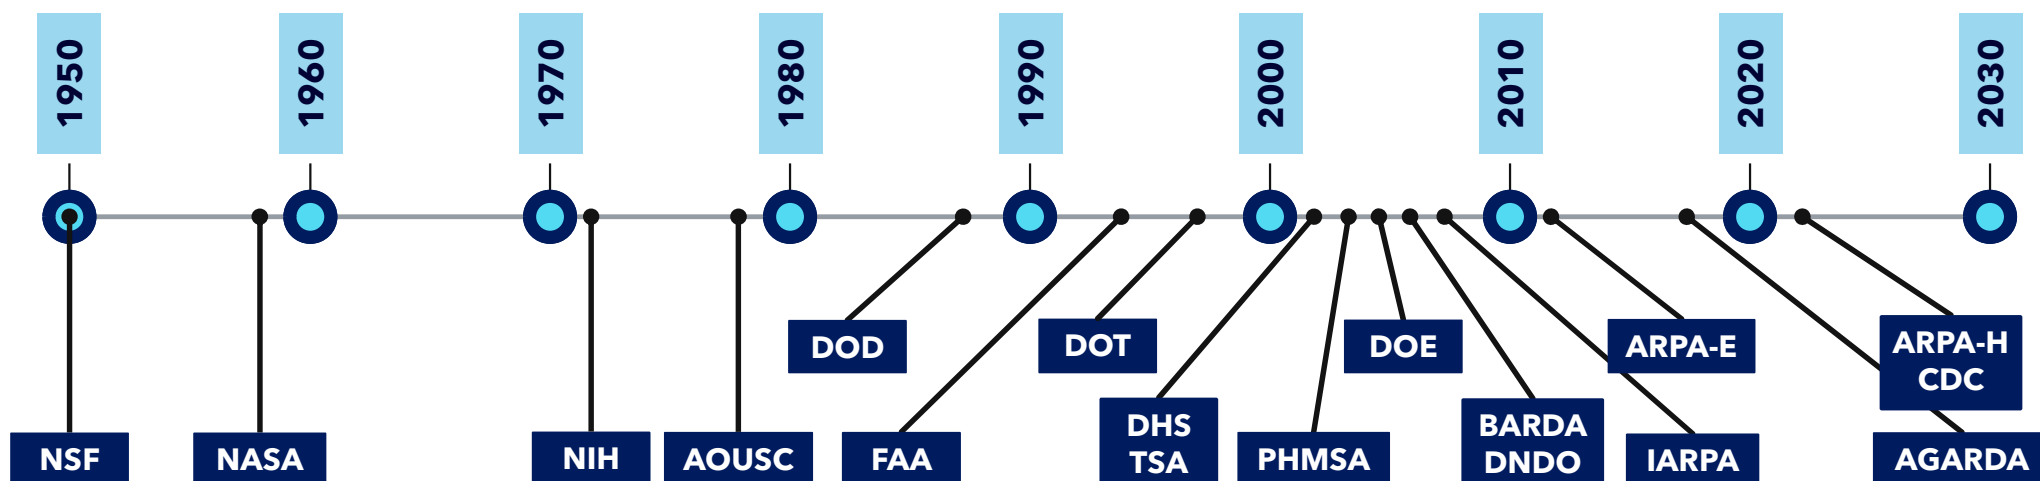 1950
1960
1970
1980
1990
2000
2010
2020
2030
DOD
DOT
DOE
ARPA-E
ARPA-H
CDC
NSF
NASA
NIH
AOUSC
FAA
DHS
TSA
PHMSA
BARDA
DNDO
IARPA
AGARDA